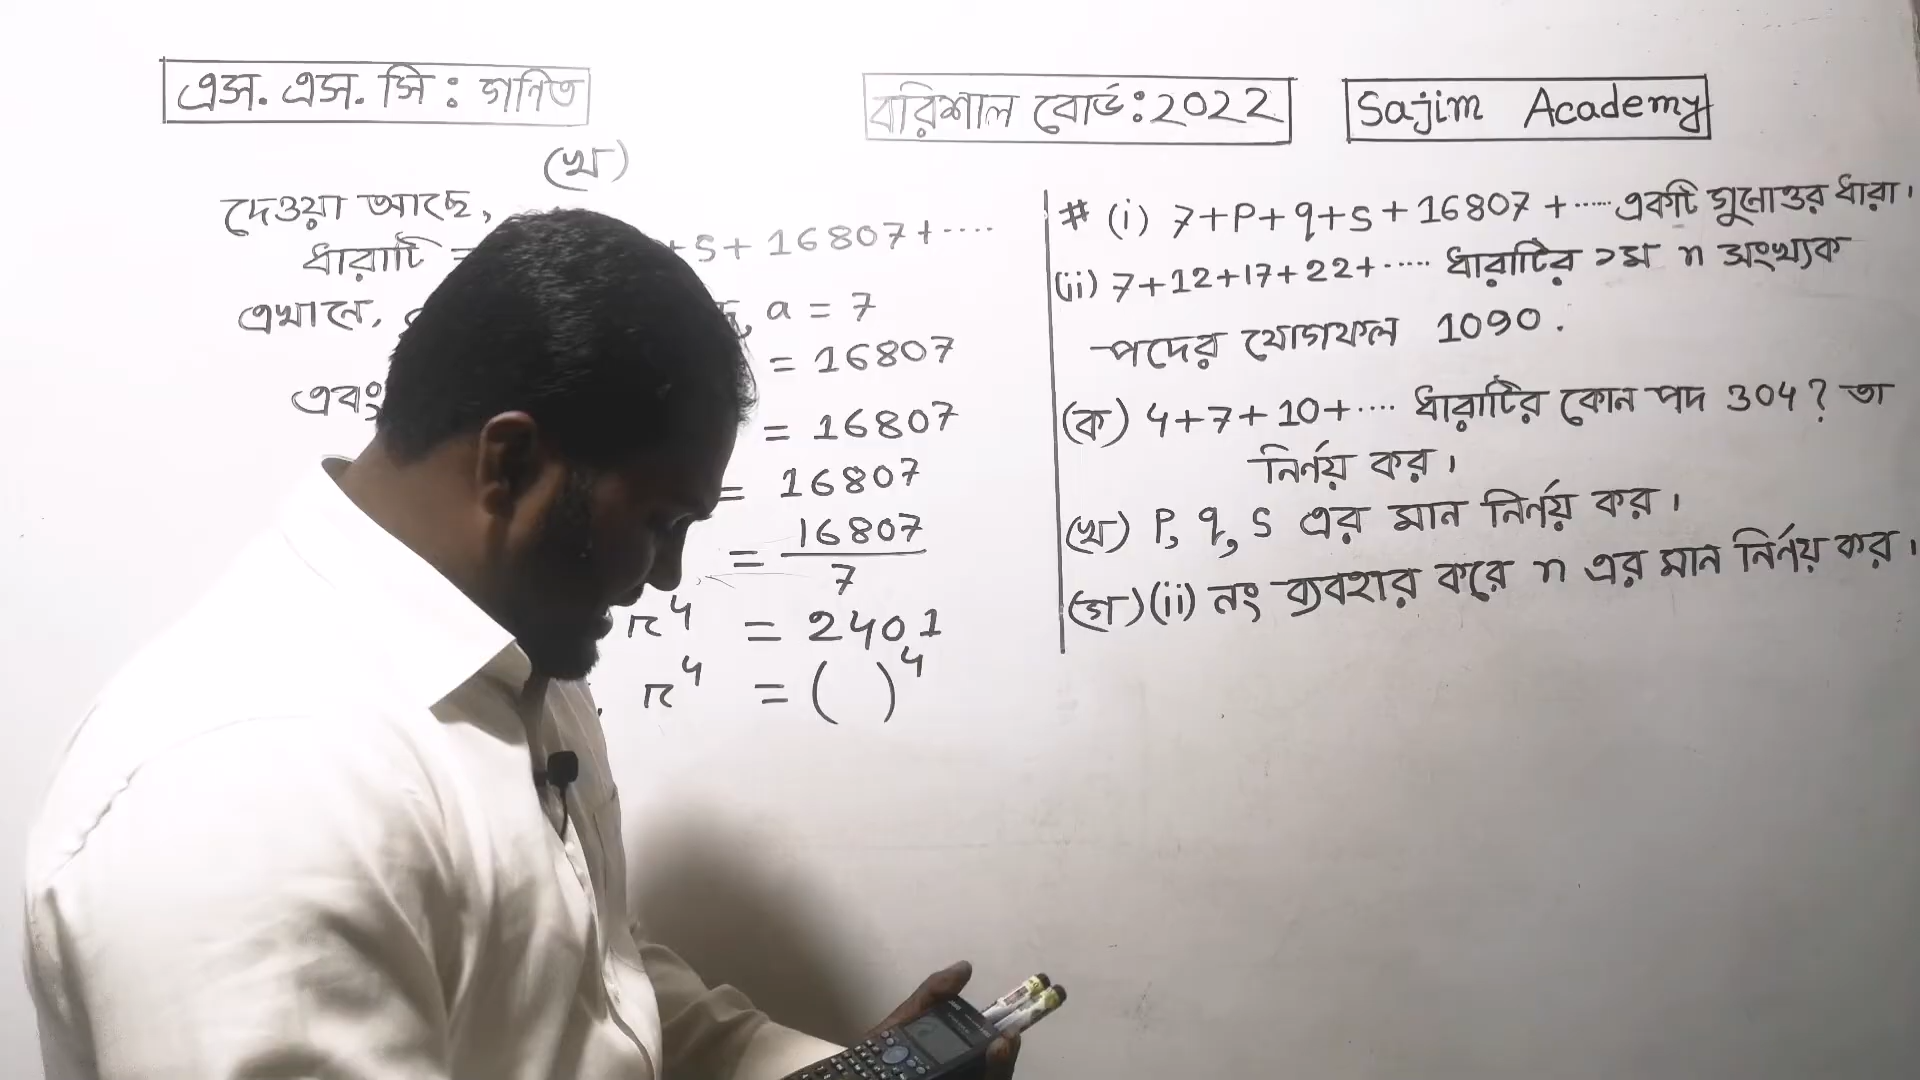 এস. এস. সি : গনিত
বরিশাল বোর্ড : 2022
Sajim Academy
(খ)
দেওয়া আছে,
ধারাটি
+ S + 16807 + ....
এখানে,
a = 7
= 16807
এবং
= 16807
= 16807
= 16807 / 7
r⁴ = 2401
r⁴ = ( )⁴
# (i) 7 + P + q + S + 16807 + ..... একটি গুনোত্তর ধারা।
(ii) 7 + 12 + 17 + 22 + ..... ধারাটির ১ম n সংখ্যক
পদের যোগফল 1090.
(ক) 4 + 7 + 10 + .... ধারাটির কোন পদ 304? তা
নির্ণয় কর।
(খ) P, q, S এর মান নির্ণয় কর।
(গ) (ii) নং ব্যবহার করে n এর মান নির্ণয় কর।